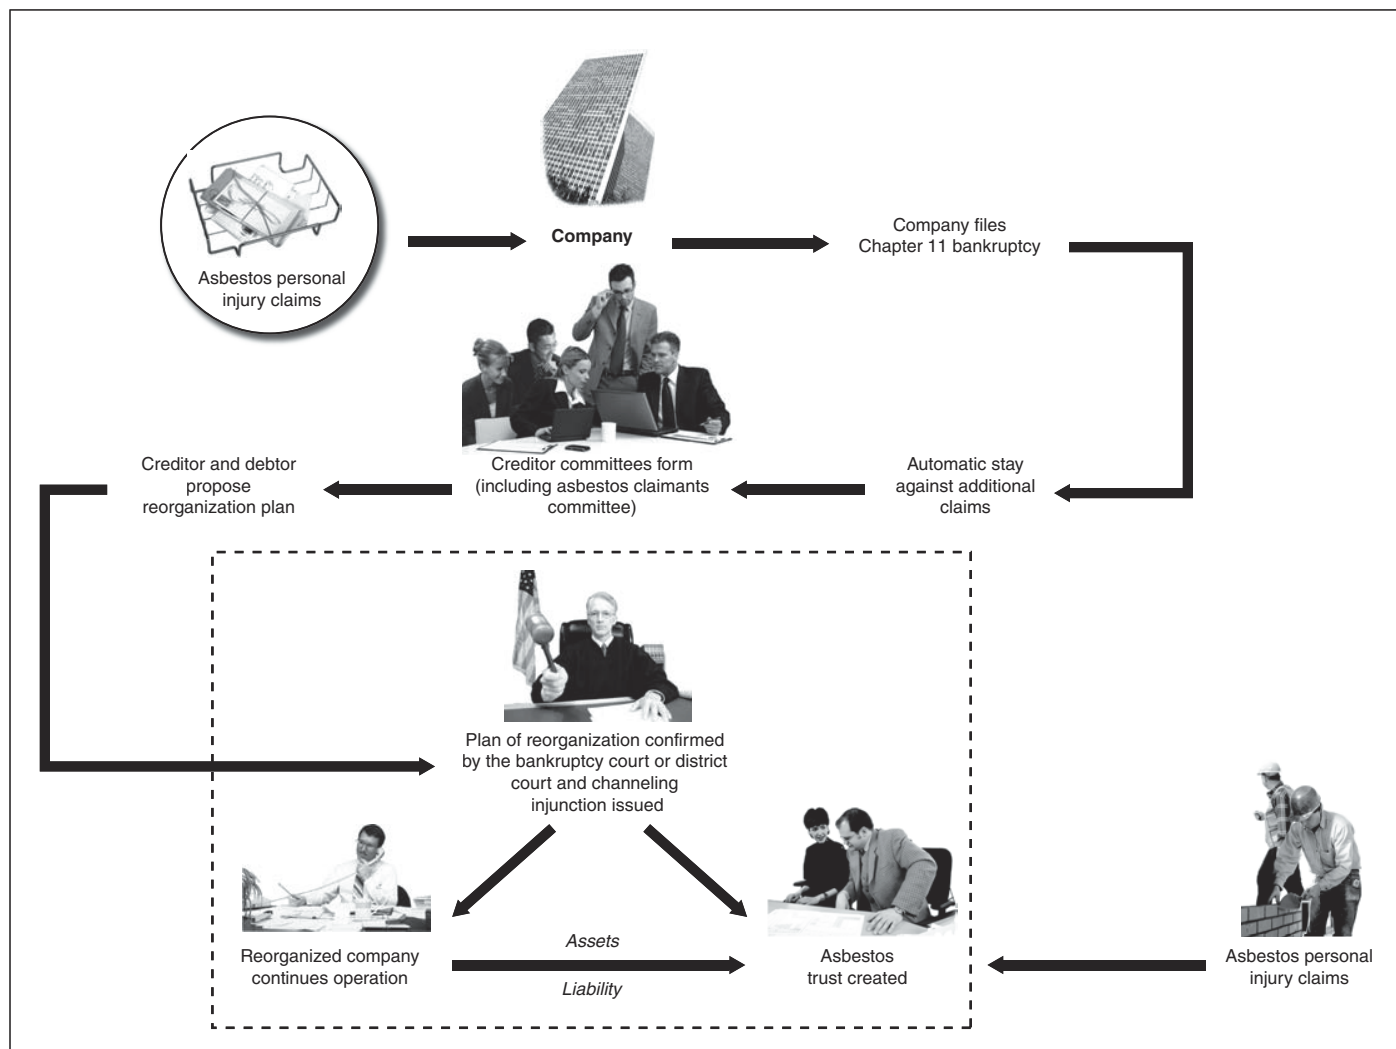 Asbestos personal
injury claims
Company
Company files
Chapter 11 bankruptcy
Automatic stay
against additional
claims
Creditor committees form
(including asbestos claimants
committee)
Creditor and debtor
propose
reorganization plan
Plan of reorganization confirmed
by the bankruptcy court or district
court and channeling
injunction issued
Reorganized company
continues operation
Assets
Liability
Asbestos
trust created
Asbestos personal
injury claims